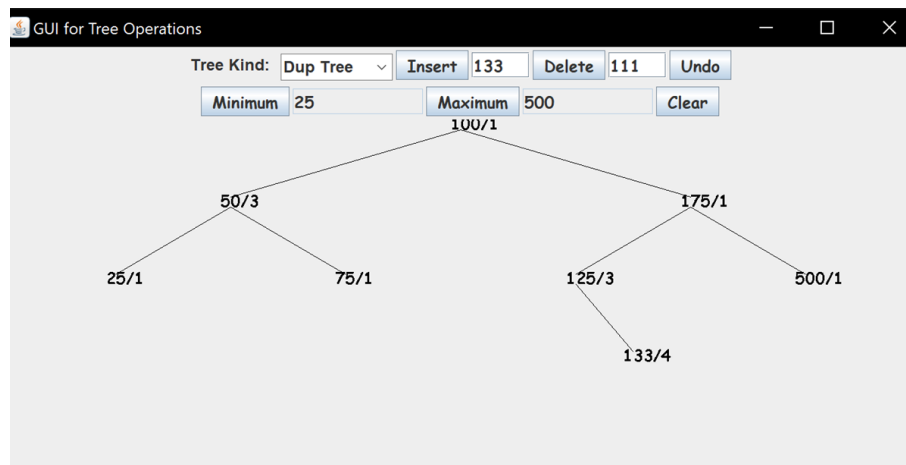 GUI for Tree Operations
Tree Kind: Dup Tree Insert 133 Delete 111 Undo
Minimum 25 Maximum 500 Clear
100/1
50/3 175/1
25/1 75/1 125/3 500/1
133/4